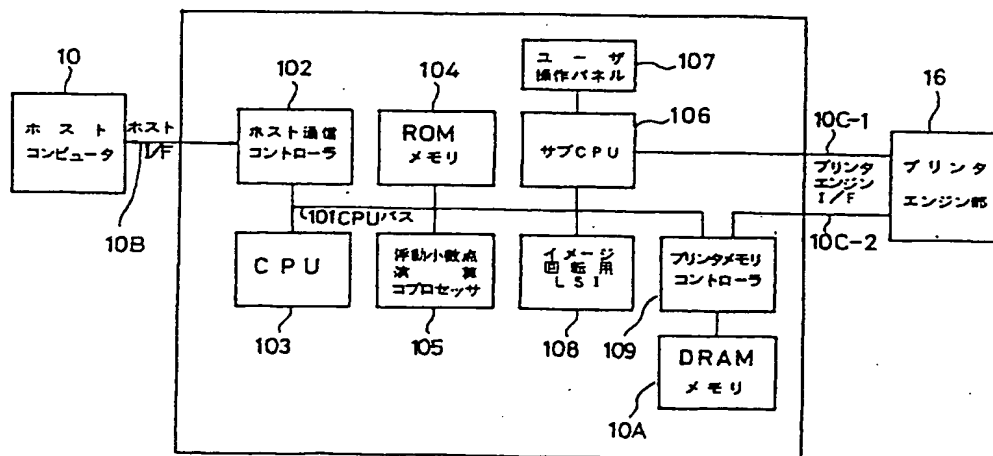 10
ホスト
コンピュータ
ホスト
I/F
10B
102
ホスト通信
コントローラ
104
ROM
メモリ
ユーザ
操作パネル
107
106
サブCPU
10C-1
プリンタ
エンジン
I/F
10C-2
16
プリンタ
エンジン部
101CPUバス
CPU
103
浮動小数点
演算
コプロセッサ
105
イメージ
回転用
LSI
108
プリンタメモリ
コントローラ
109
DRAM
メモリ
10A